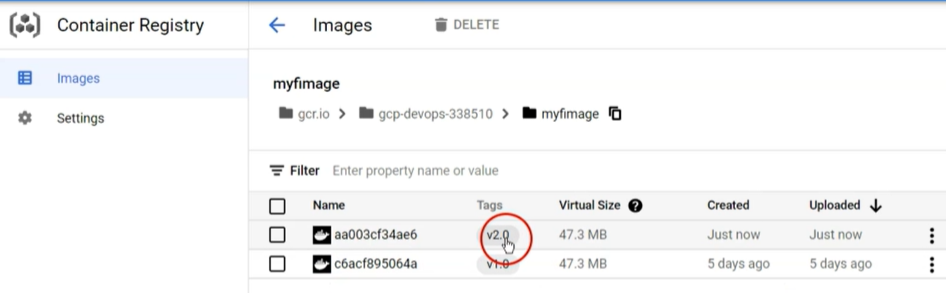 Container Registry
Images
DELETE
Images
Settings
myfimage
gcr.io > gcp-devops-338510 > myfimage
Filter Enter property name or value
Name Tags Virtual Size ? Created Uploaded
aa003cf34ae6 v2.0 47.3 MB Just now Just now
c6acf895064a v1.0 47.3 MB 5 days ago 5 days ago